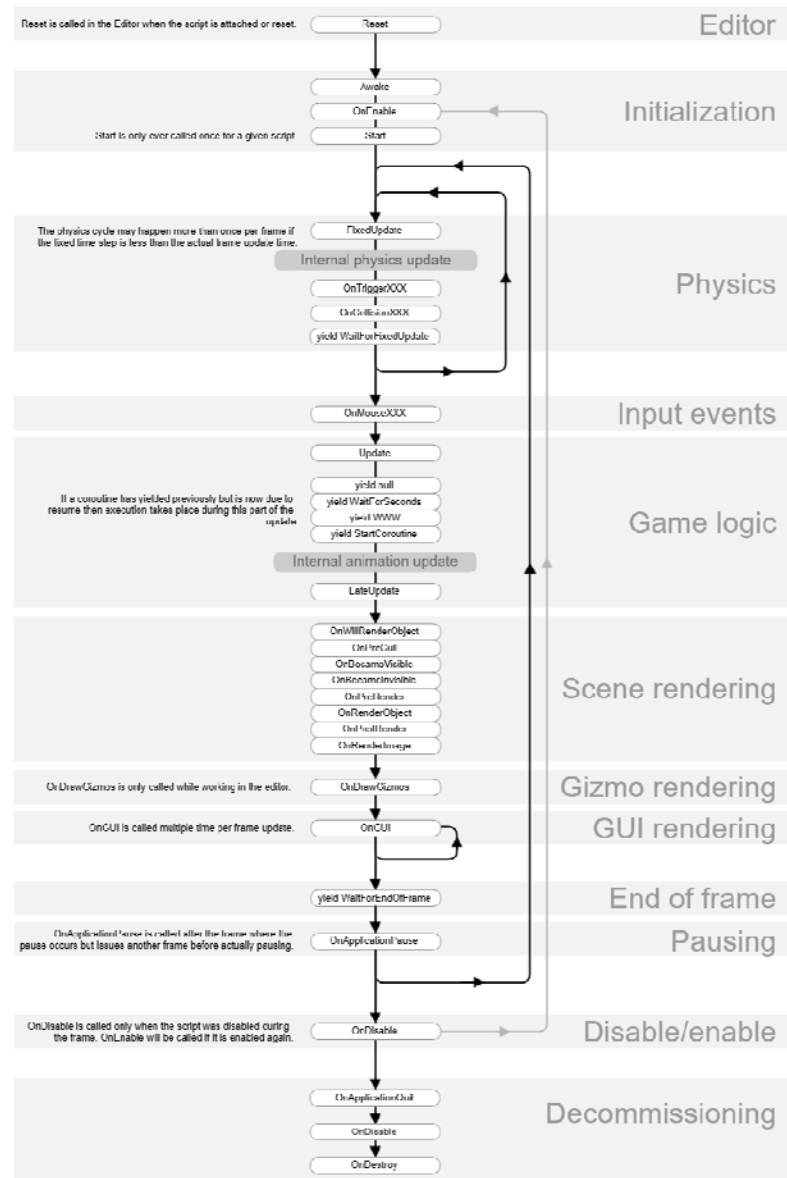 Reset is called in the Editor when the script is attached or reset.
Reset
Editor
Awake
OnEnable
Initialization
Start is only ever called once for a given script
Start
The physics cycle may happen more than once per frame if
the fixed time step is less than the actual frame update time.
FixedUpdate
Internal physics update
OnTriggerXXX
Physics
OnCollisionXXX
yield WaitForFixedUpdate
OnMouseXXX
Input events
Update
If a coroutine has yielded previously but is now due to
resume then execution takes place during this part of the
update
yield null
yield WaitForSeconds
yield WWW
yield StartCoroutine
Game logic
Internal animation update
LateUpdate
OnWillRenderObject
OnPreCull
OnBecameVisible
OnBecameInvisible
OnPreRender
OnRenderObject
OnPostRender
OnRenderImage
Scene rendering
OnDrawGizmos is only called while working in the editor.
OnDrawGizmos
Gizmo rendering
OnGUI is called multiple time per frame update.
OnGUI
GUI rendering
yield WaitForEndOfFrame
End of frame
OnApplicationPause is called after the frame where the
pause occurs but issues another frame before actually pausing.
OnApplicationPause
Pausing
OnDisable is called only when the script was disabled during
the frame. OnEnable will be called if it is enabled again.
OnDisable
Disable/enable
OnApplicationQuit
Decommissioning
OnDisable
OnDestroy